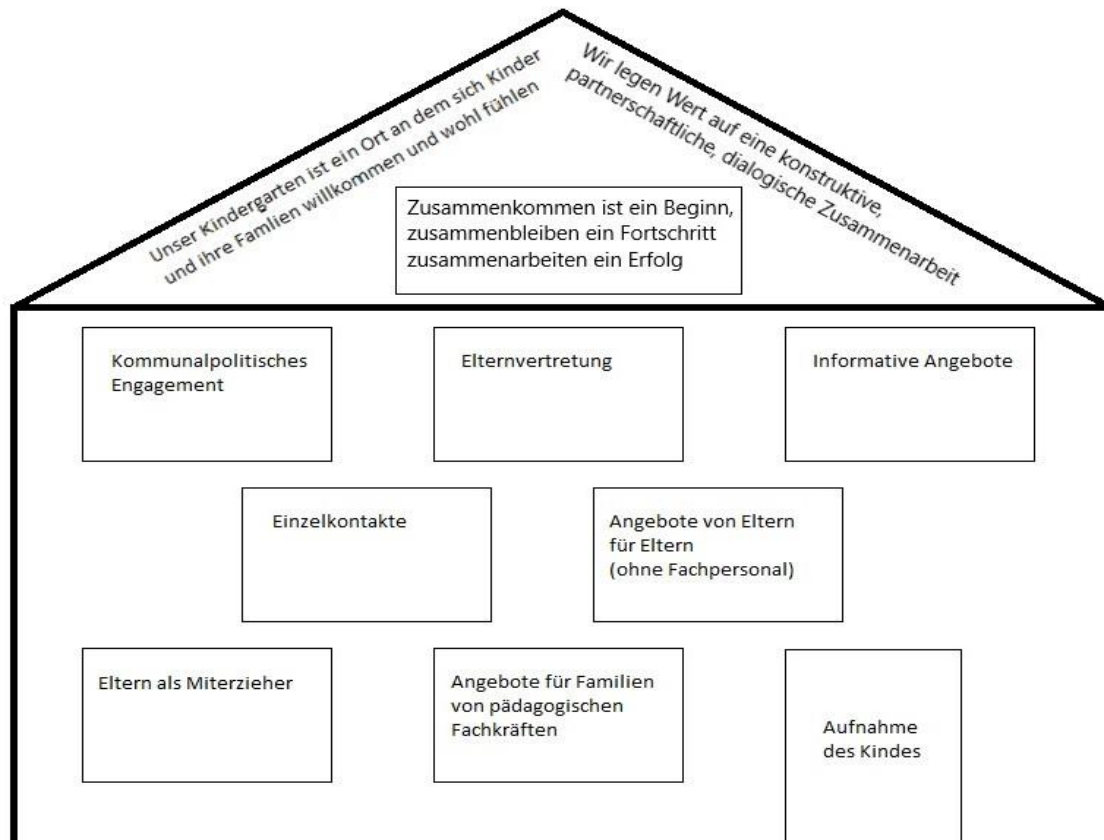 Unser Kindergarten ist ein Ort an dem sich Kinder
und ihre Famlien willkommen und wohl fühlen
Wir legen Wert auf eine konstruktive,
partnerschaftliche, dialogische Zusammenarbeit
Zusammenkommen ist ein Beginn,
zusammenbleiben ein Fortschritt
zusammenarbeiten ein Erfolg
Kommunalpolitisches
Engagement
Elternvertretung
Informative Angebote
Einzelkontakte
Angebote von Eltern
für Eltern
(ohne Fachpersonal)
Eltern als Miterzieher
Angebote für Familien
von pädagogischen
Fachkräften
Aufnahme
des Kindes